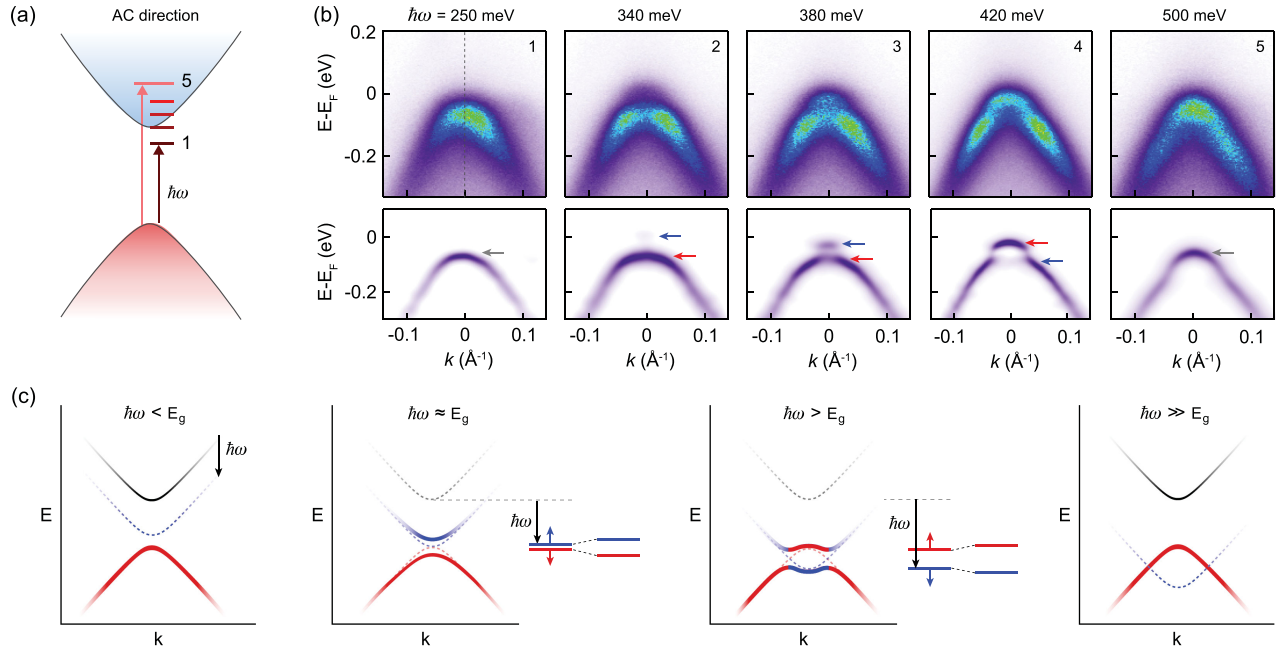 (a)
AC direction
5
1
ℏω
(b)
ℏω = 250 meV
340 meV
380 meV
420 meV
500 meV
1
2
3
4
5
E-E_F (eV)
0.2
0
-0.2
E-E_F (eV)
0
-0.2
-0.1 0 0.1
-0.1 0 0.1
-0.1 0 0.1
-0.1 0 0.1
-0.1 0 0.1
k (Å⁻¹)
k (Å⁻¹)
k (Å⁻¹)
k (Å⁻¹)
k (Å⁻¹)
(c)
ℏω < E_g
ℏω
E
k
ℏω ≈ E_g
ℏω
E
k
ℏω > E_g
ℏω
E
k
ℏω ≫ E_g
E
k